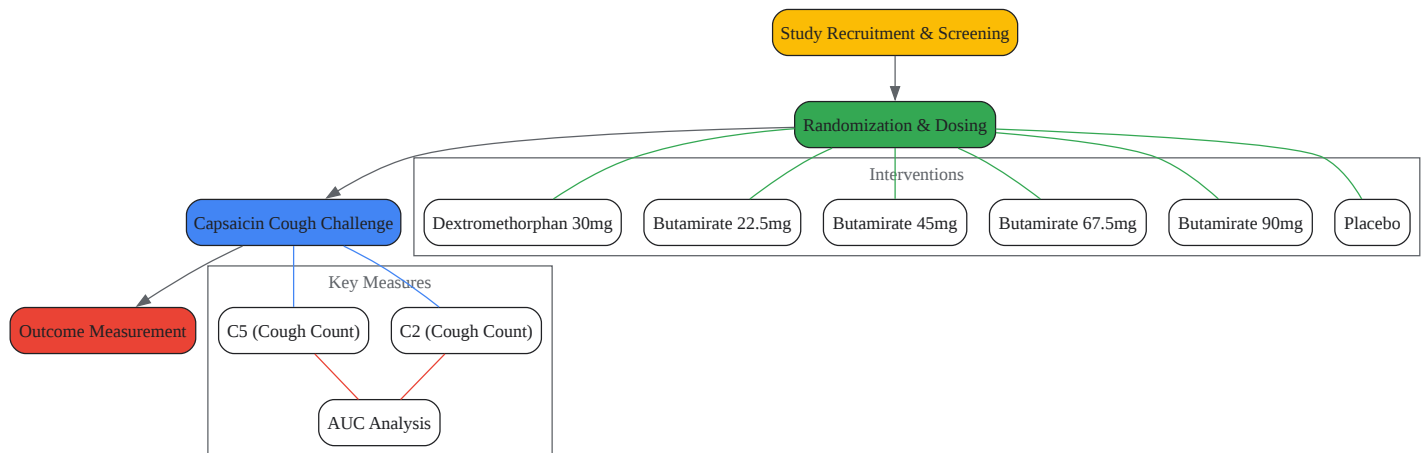 Study Recruitment & Screening
Randomization & Dosing
Interventions
Capsaicin Cough Challenge
Dextromethorphan 30mg
Butamirate 22.5mg
Butamirate 45mg
Butamirate 67.5mg
Butamirate 90mg
Placebo
Key Measures
Outcome Measurement
C5 (Cough Count)
C2 (Cough Count)
AUC Analysis